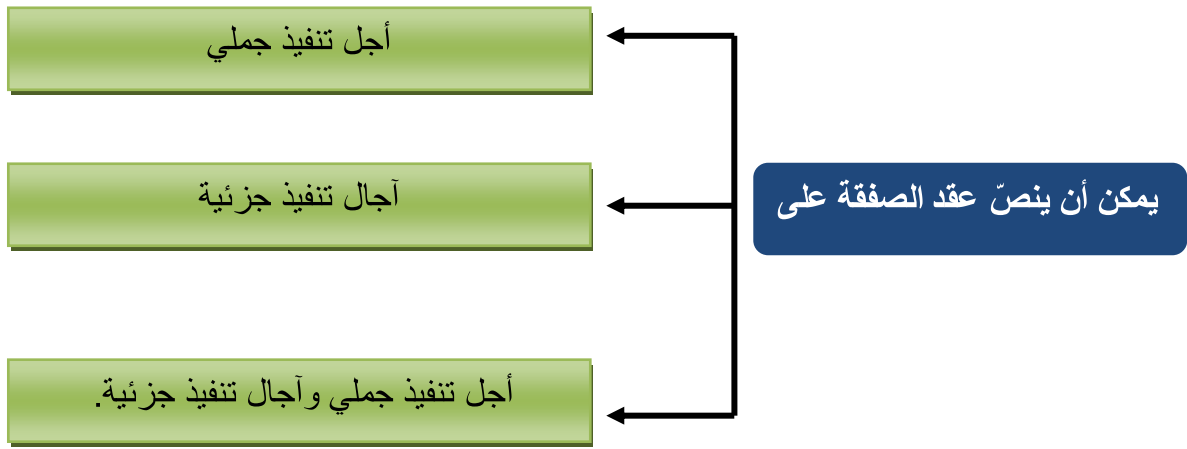 يمكن أن ينصّ عقد الصفقة على
أجل تنفيذ جملي
آجال تنفيذ جزئية
أجل تنفيذ جملي وآجال تنفيذ جزئية.